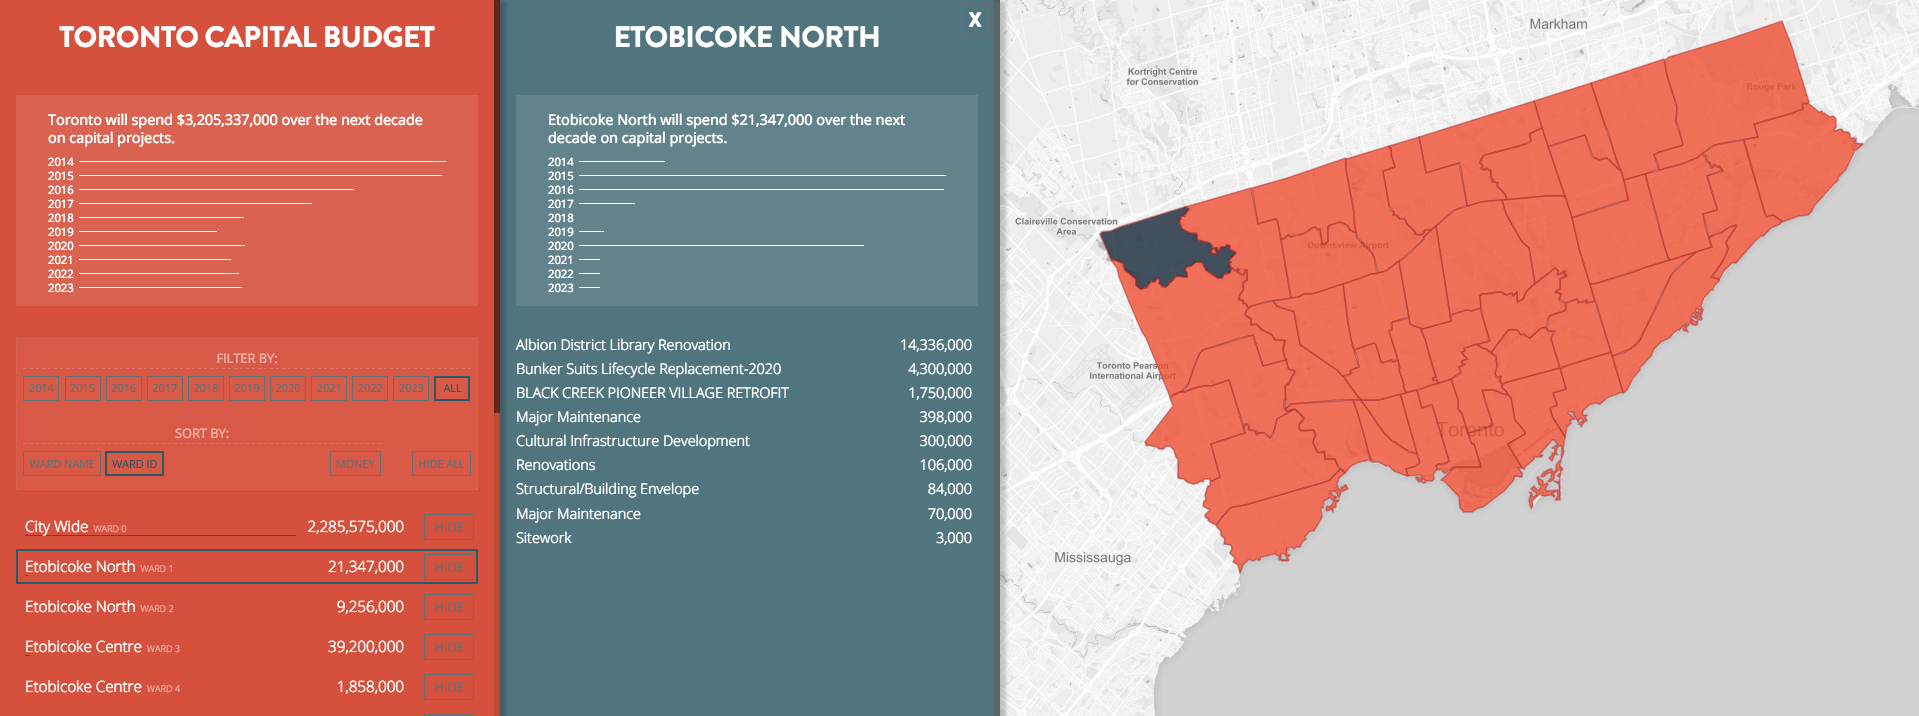 TORONTO CAPITAL BUDGET
Toronto will spend $3,205,337,000 over the next decade
on capital projects.
2014
2015
2016
2017
2018
2019
2020
2021
2022
2023
FILTER BY:
2014 2015 2016 2017 2018 2019 2020 2021 2022 2023 ALL
SORT BY:
WARD NAME WARD ID MONEY HIDE ALL
City Wide WARD 0 2,285,575,000 HIDE
Etobicoke North WARD 1 21,347,000 HIDE
Etobicoke North WARD 2 9,256,000 HIDE
Etobicoke Centre WARD 3 39,200,000 HIDE
Etobicoke Centre WARD 4 1,858,000 HIDE
X
ETOBICOKE NORTH
Etobicoke North will spend $21,347,000 over the next
decade on capital projects.
2014
2015
2016
2017
2018
2019
2020
2021
2022
2023
Albion District Library Renovation 14,336,000
Bunker Suits Lifecycle Replacement-2020 4,300,000
BLACK CREEK PIONEER VILLAGE RETROFIT 1,750,000
Major Maintenance 398,000
Cultural Infrastructure Development 300,000
Renovations 106,000
Structural/Building Envelope 84,000
Major Maintenance 70,000
Sitework 3,000
Markham
Kortright Centre
for Conservation
Rouge Park
Claireville Conservation
Area
Downsview Airport
Toronto Pearson
International Airport
Toronto
Mississauga